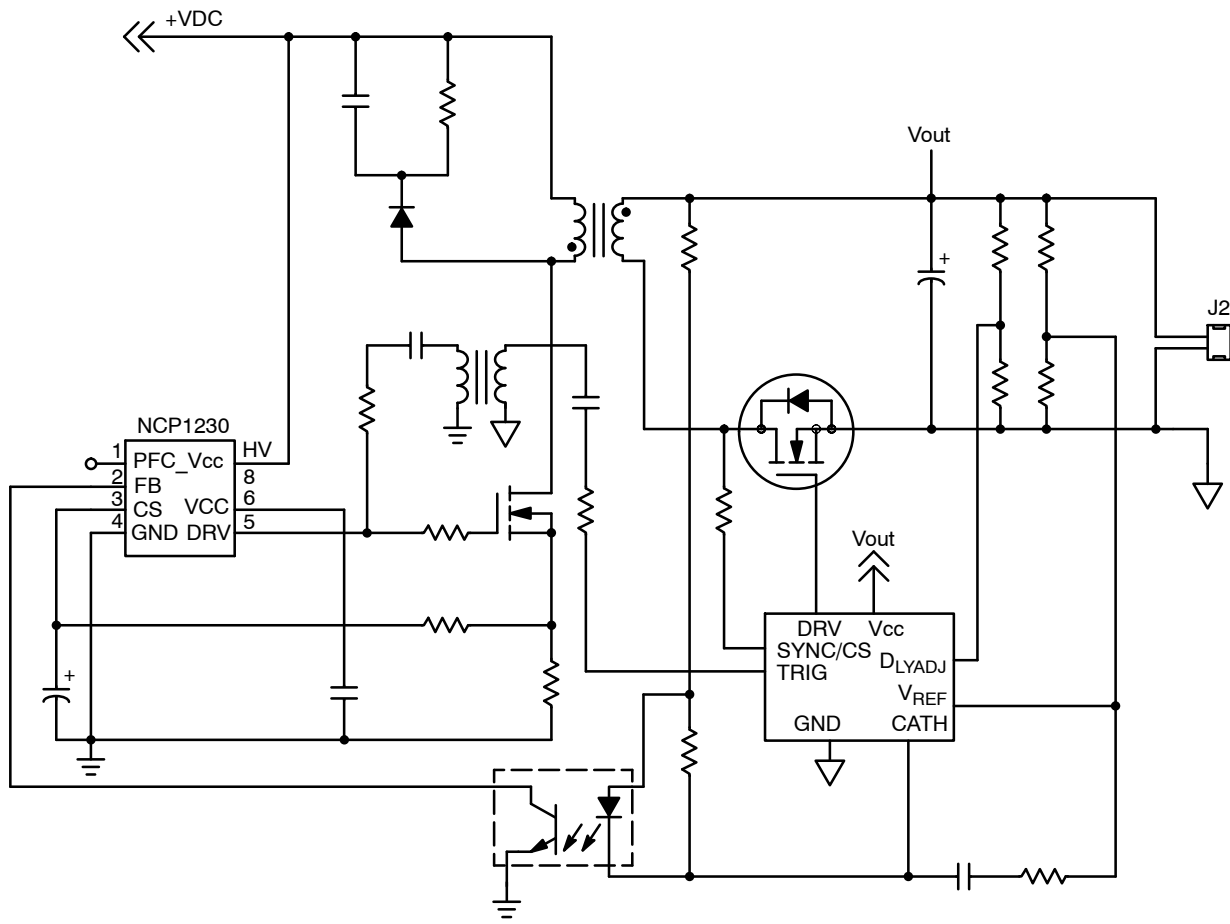 +VDC
Vout
J2
NCP1230
1 PFC_Vcc HV
8
2 FB
3 CS VCC 6
4 GND DRV 5
+
+
Vout
DRV Vcc
SYNC/CS
TRIG
DLYADJ
VREF
GND CATH